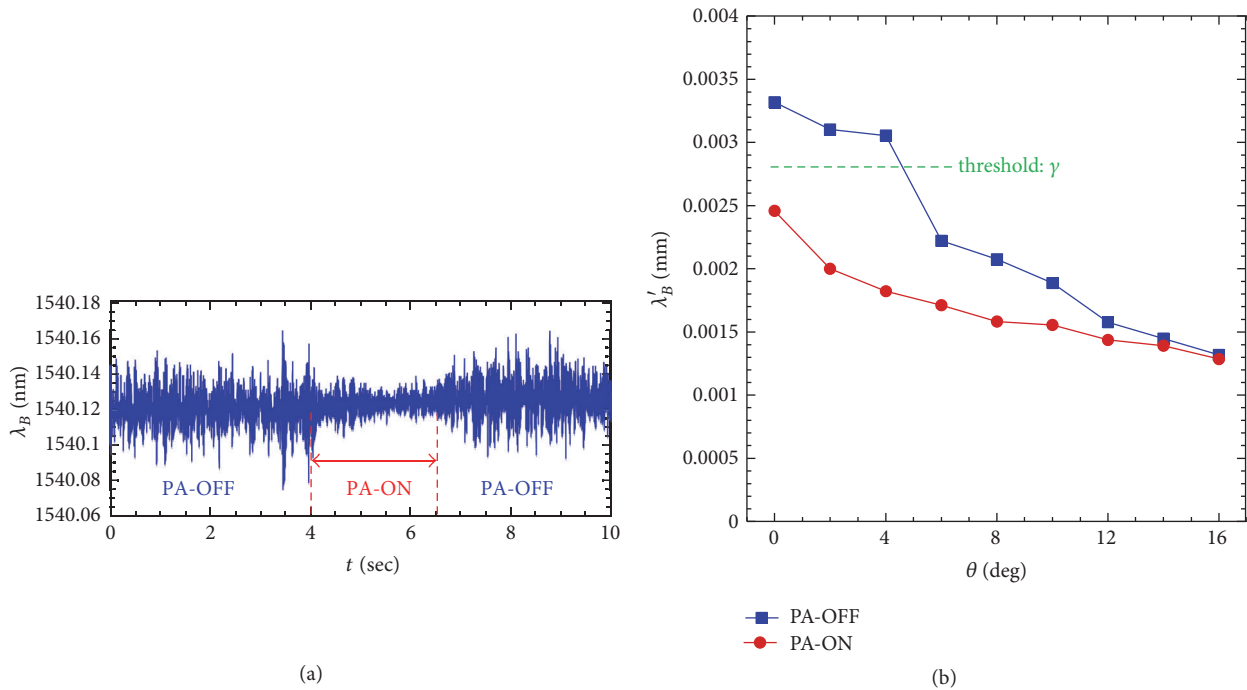 1540.18
1540.16
1540.14
1540.12
1540.1
1540.08
1540.06
λB (nm)
PA-OFF
PA-ON
PA-OFF
0
2
4
6
8
10
t (sec)
(a)
0.004
0.0035
0.003
0.0025
0.002
0.0015
0.001
0.0005
0
λ′B (mm)
threshold: γ
0
4
8
12
16
θ (deg)
PA-OFF
PA-ON
(b)